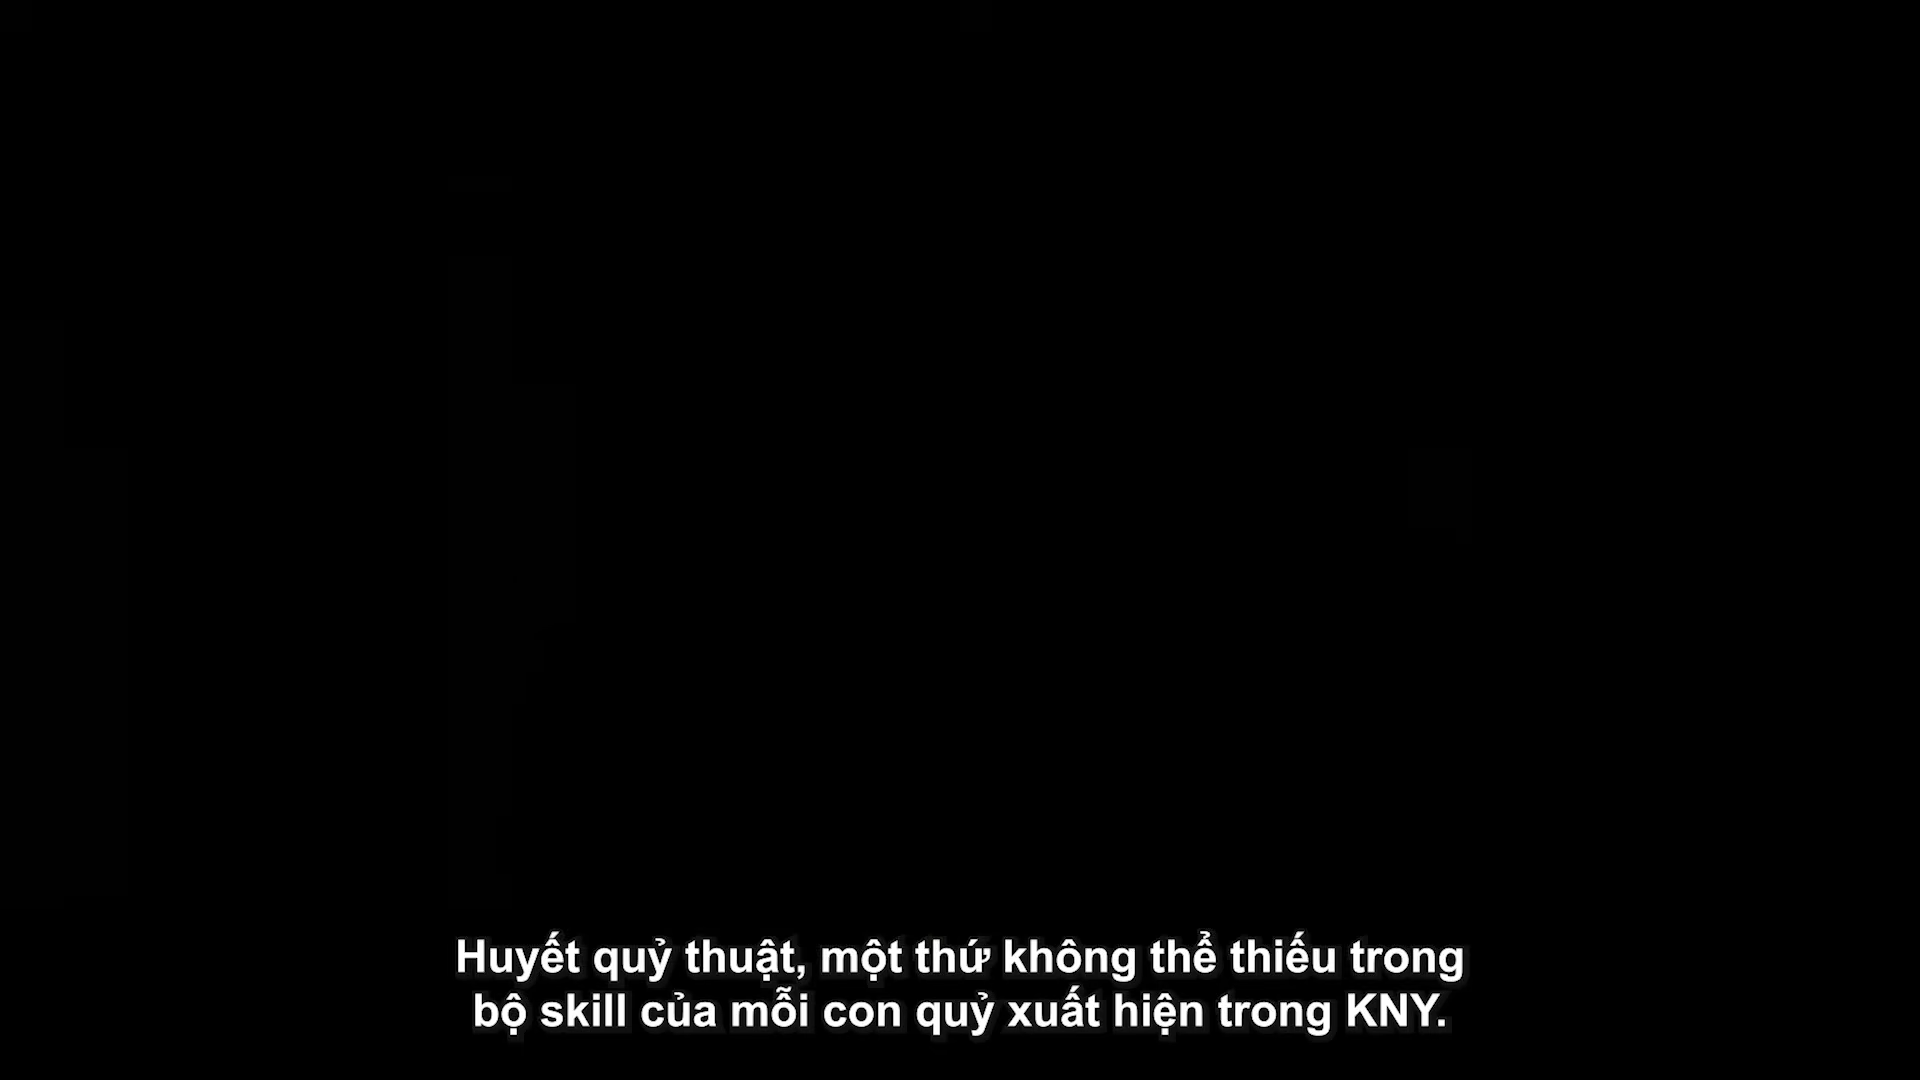 Huyết quỷ thuật, một thứ không thể thiếu trong
bộ skill của mỗi con quỷ xuất hiện trong KNY.